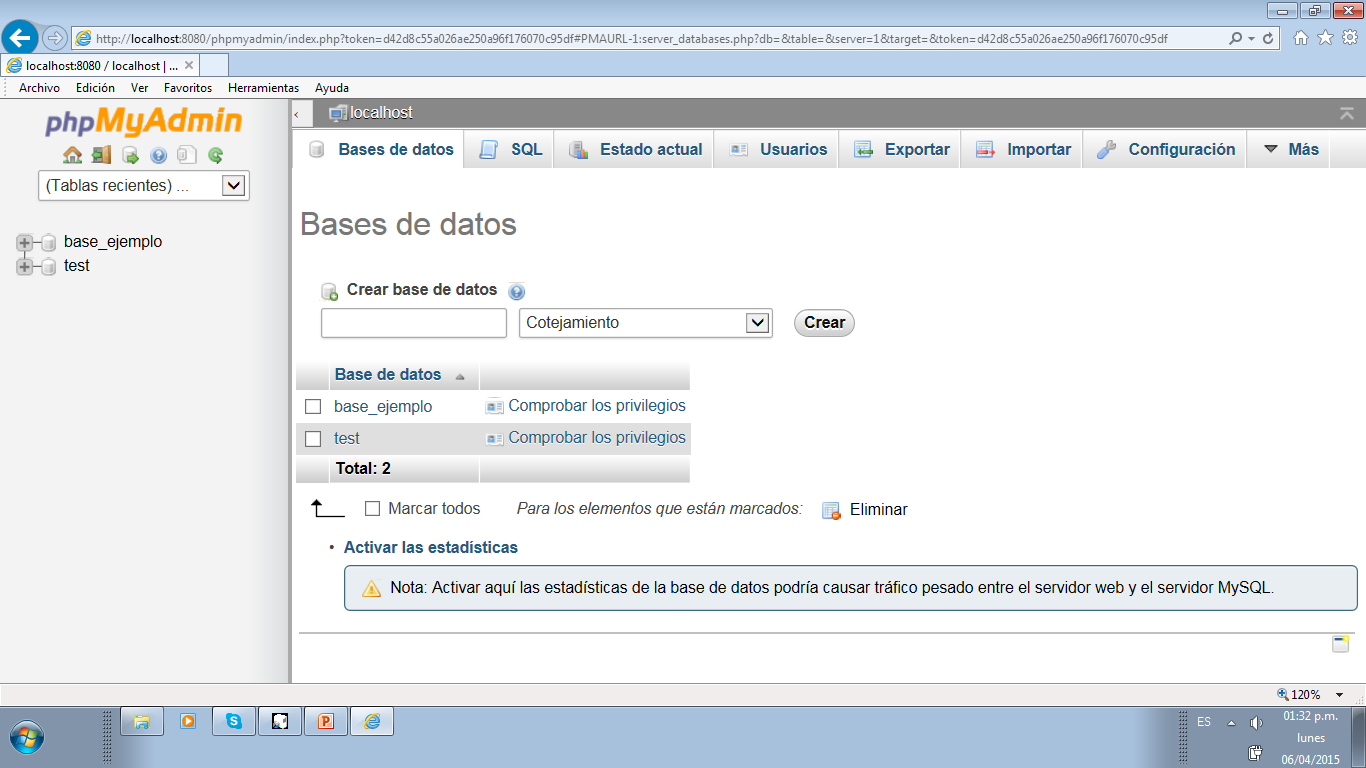 http://localhost:8080/phpmyadmin/index.php?token=d42d8c55a026ae250a96f176070c95df#PMAURL-1:server_databases.php?db=&table=&server=1&target=&token=d42d8c55a026ae250a96f176070c95df
localhost:8080 / localhost | ...
Archivo Edición Ver Favoritos Herramientas Ayuda
phpMyAdmin
(Tablas recientes) ...
base_ejemplo
test
localhost
Bases de datos SQL Estado actual Usuarios Exportar Importar Configuración Más
Bases de datos
Crear base de datos
Cotejamiento Crear
Base de datos
base_ejemplo Comprobar los privilegios
test Comprobar los privilegios
Total: 2
Marcar todos Para los elementos que están marcados: Eliminar
• Activar las estadísticas
Nota: Activar aquí las estadísticas de la base de datos podría causar tráfico pesado entre el servidor web y el servidor MySQL.
120%
ES
01:32 p.m.
lunes
06/04/2015